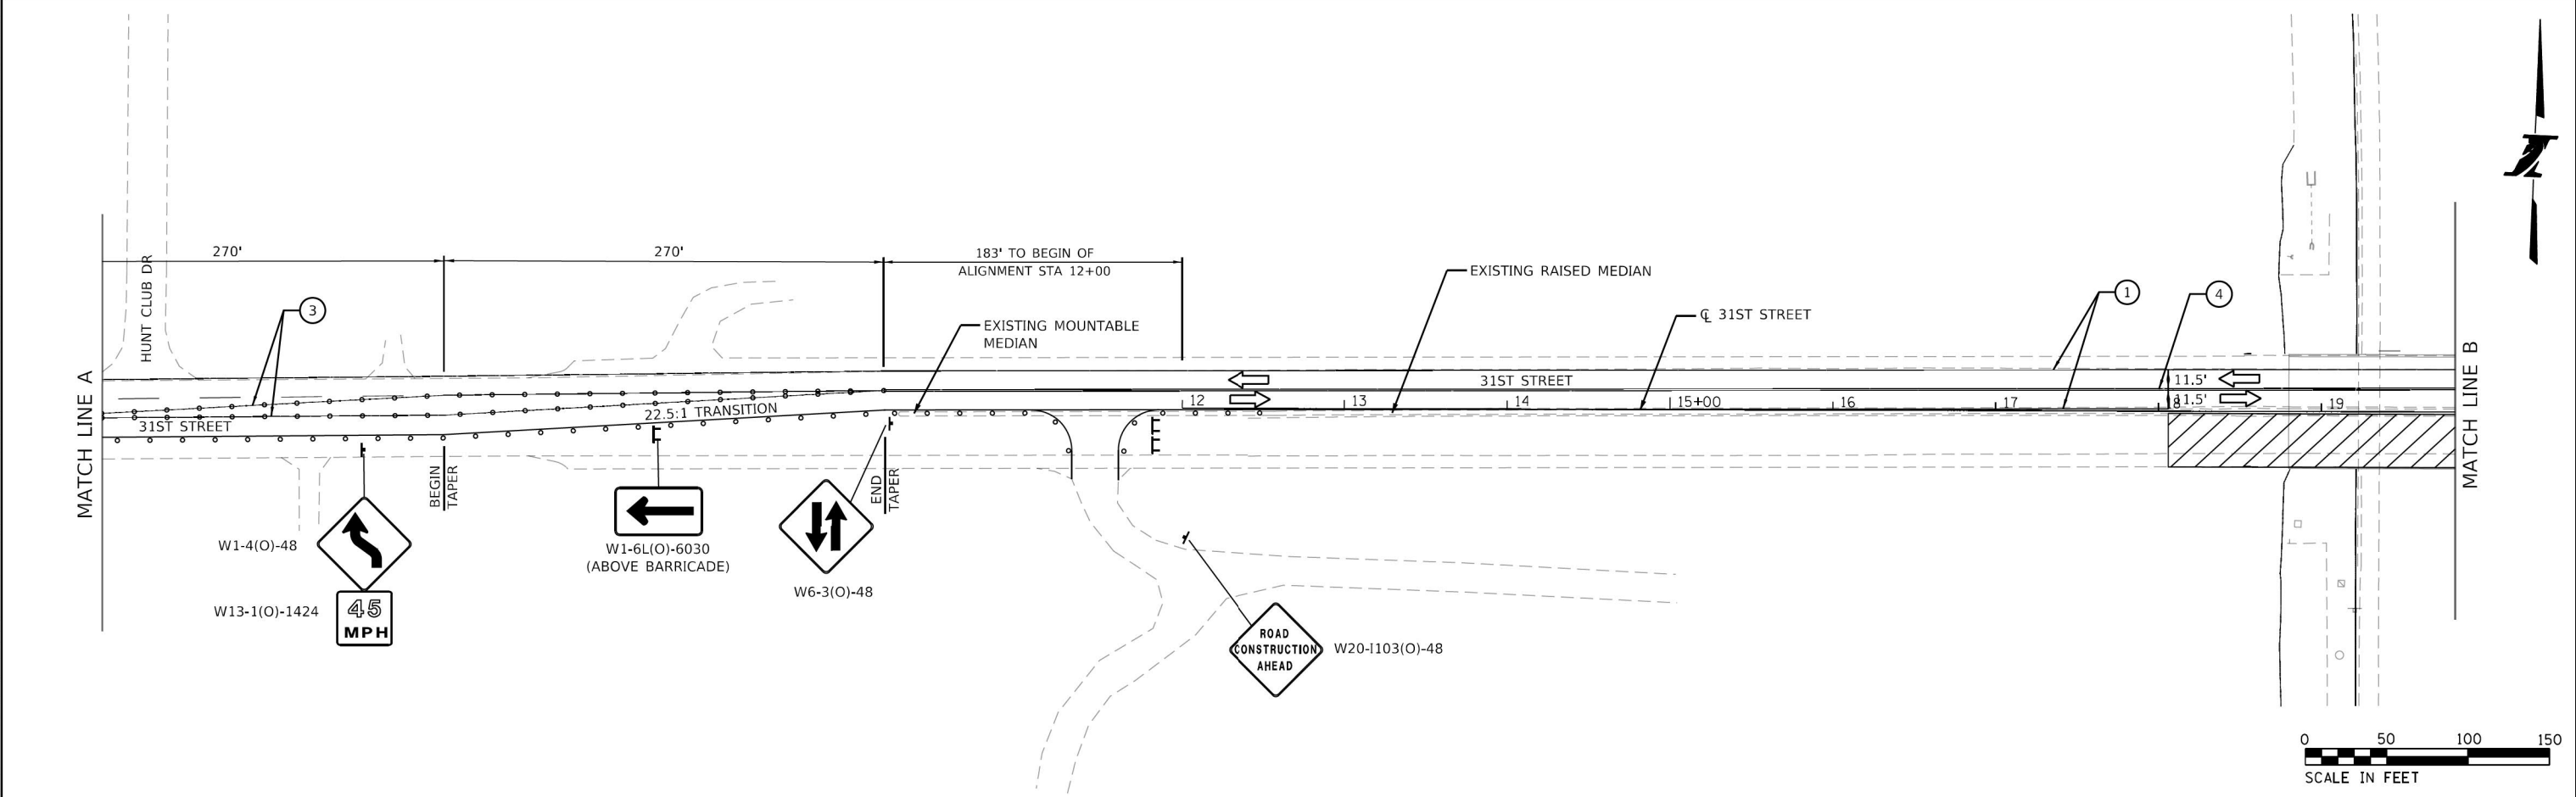 270'
270'
183' TO BEGIN OF
ALIGNMENT STA 12+00
HUNT CLUB DR
3
EXISTING MOUNTABLE
MEDIAN
EXISTING RAISED MEDIAN
℄ 31ST STREET
1
4
MATCH LINE A
31ST STREET
22.5:1 TRANSITION
31ST STREET
11.5'
11.5'
12
13
14
15+00
16
17
18
19
MATCH LINE B
BEGIN
TAPER
END
TAPER
W1-4(O)-48
W13-1(O)-1424
45
MPH
W1-6L(O)-6030
(ABOVE BARRICADE)
W6-3(O)-48
ROAD
CONSTRUCTION
AHEAD
W20-I103(O)-48
0 50 100 150
SCALE IN FEET